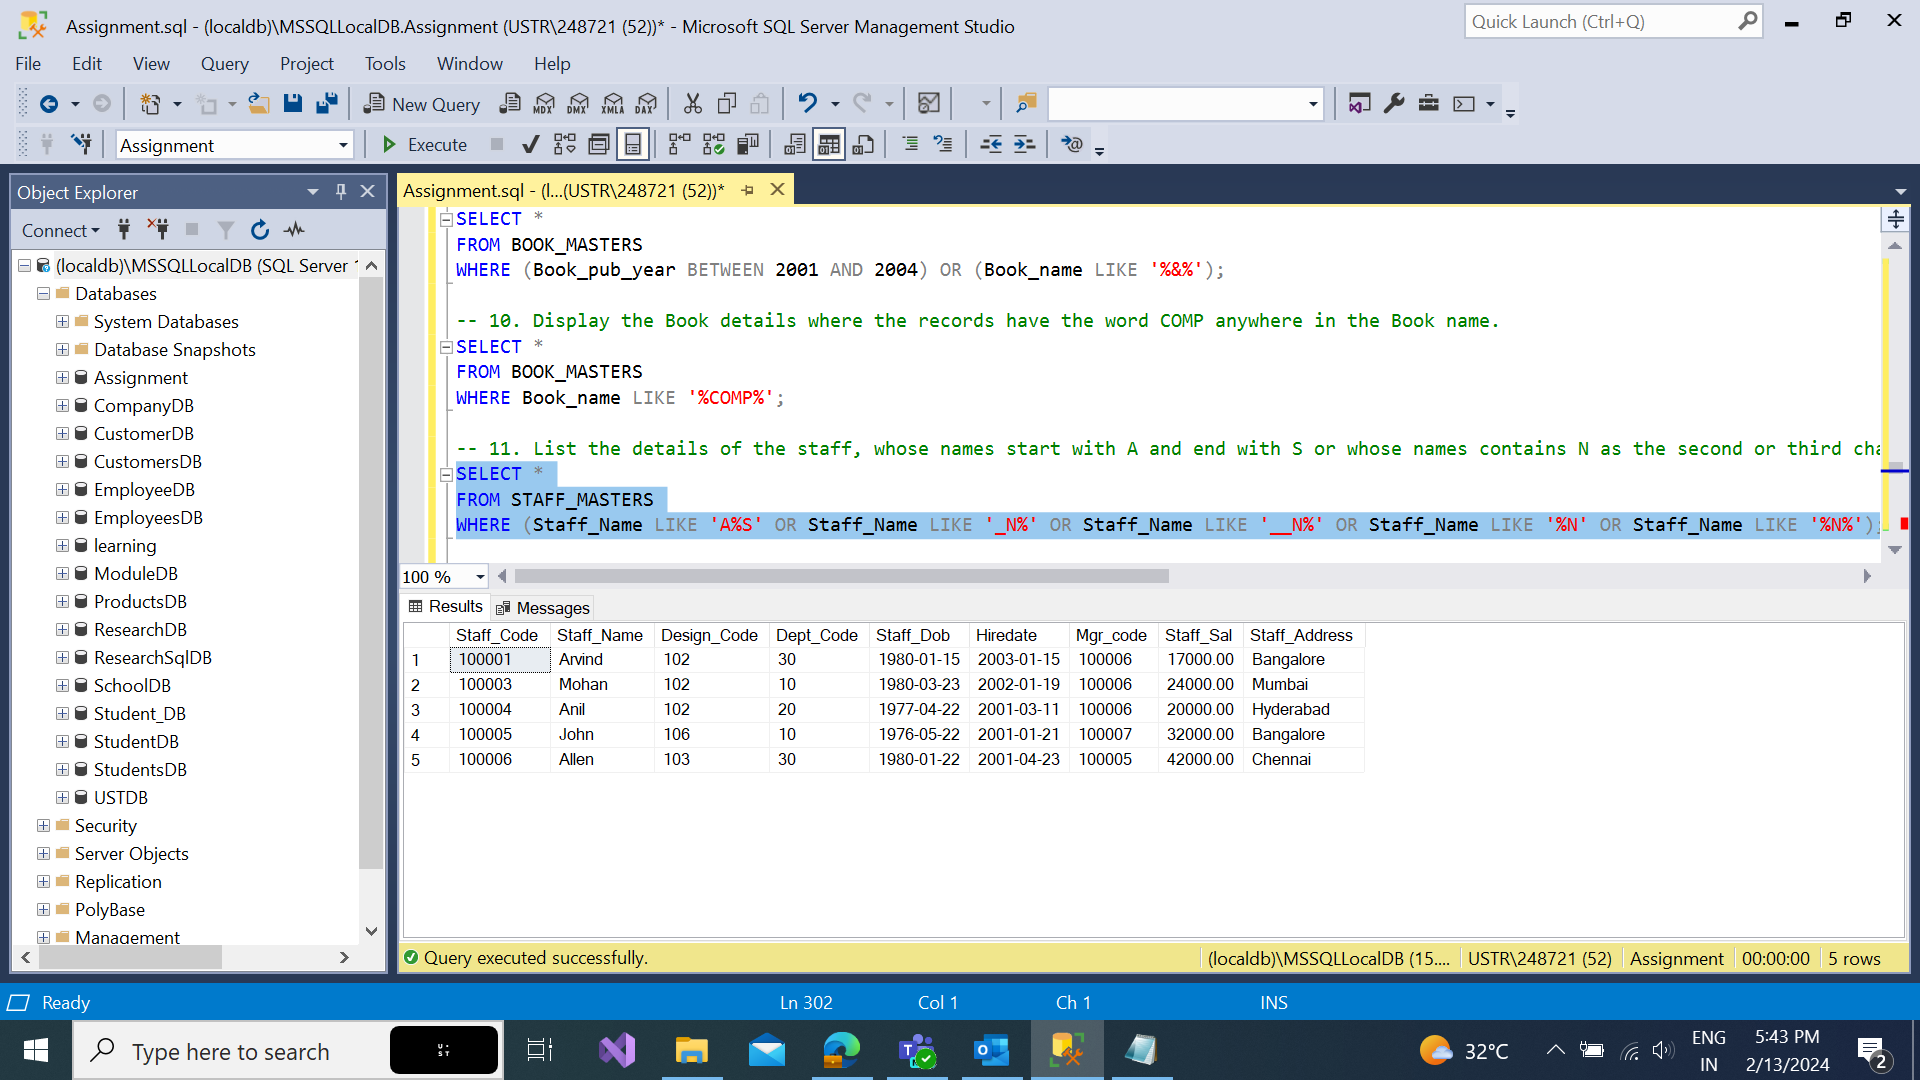 Assignment.sql - (localdb)\MSSQLLocalDB.Assignment (USTR\248721 (52))* - Microsoft SQL Server Management Studio
Quick Launch (Ctrl+Q)
File Edit View Query Project Tools Window Help
New Query MDX DMX XMLA DAX
Assignment Execute
Object Explorer
Connect
(localdb)\MSSQLLocalDB (SQL Server
Databases
System Databases
Database Snapshots
Assignment
CompanyDB
CustomerDB
CustomersDB
EmployeeDB
EmployeesDB
learning
ModuleDB
ProductsDB
ResearchDB
ResearchSqlDB
SchoolDB
Student_DB
StudentDB
StudentsDB
USTDB
Security
Server Objects
Replication
PolyBase
Management
Assignment.sql - (l...(USTR\248721 (52))*
SELECT *
FROM BOOK_MASTERS
WHERE (Book_pub_year BETWEEN 2001 AND 2004) OR (Book_name LIKE '%&%');
-- 10. Display the Book details where the records have the word COMP anywhere in the Book name.
SELECT *
FROM BOOK_MASTERS
WHERE Book_name LIKE '%COMP%';
-- 11. List the details of the staff, whose names start with A and end with S or whose names contains N as the second or third cha
SELECT *
FROM STAFF_MASTERS
WHERE (Staff_Name LIKE 'A%S' OR Staff_Name LIKE '_N%' OR Staff_Name LIKE '__N%' OR Staff_Name LIKE '%N' OR Staff_Name LIKE '%N%');
100 %
Results Messages
Staff_Code Staff_Name Design_Code Dept_Code Staff_Dob Hiredate Mgr_code Staff_Sal Staff_Address
1 100001 Arvind 102 30 1980-01-15 2003-01-15 100006 17000.00 Bangalore
2 100003 Mohan 102 10 1980-03-23 2002-01-19 100006 24000.00 Mumbai
3 100004 Anil 102 20 1977-04-22 2001-03-11 100006 20000.00 Hyderabad
4 100005 John 106 10 1976-05-22 2001-01-21 100007 32000.00 Bangalore
5 100006 Allen 103 30 1980-01-22 2001-04-23 100005 42000.00 Chennai
Query executed successfully. (localdb)\MSSQLLocalDB (15.... USTR\248721 (52) Assignment 00:00:00 5 rows
Ready Ln 302 Col 1 Ch 1 INS
Type here to search
32°C
ENG
IN
5:43 PM
2/13/2024
2